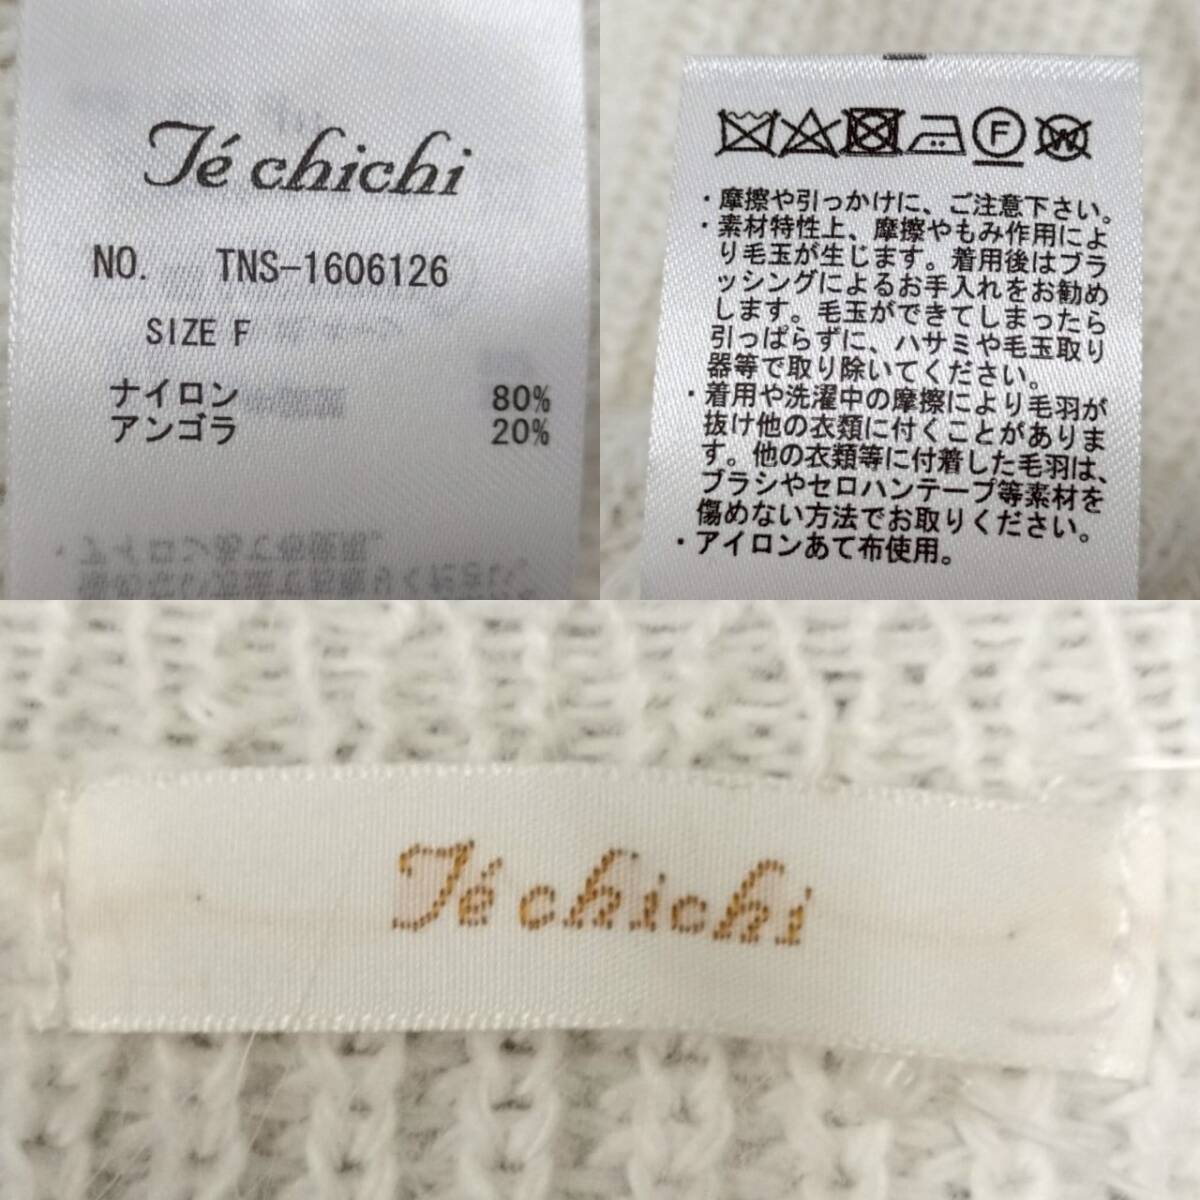 Té chichi
NO. TNS-1606126
SIZE F
ナイロン 80%
アンゴラ 20%
F
W
・摩擦や引っかけに、ご注意下さい。
・素材特性上、摩擦やもみ作用によ
り毛玉が生じます。着用後はブラ
ッシングによるお手入れをお勧め
します。毛玉ができてしまったら
引っぱらずに、ハサミや毛玉取り
器等で取り除いてください。
・着用や洗濯中の摩擦により毛羽が
抜け他の衣類に付くことがありま
す。他の衣類等に付着した毛羽は、
ブラシやセロハンテープ等素材を
傷めない方法でお取りください。
・アイロンあて布使用。
Té chichi